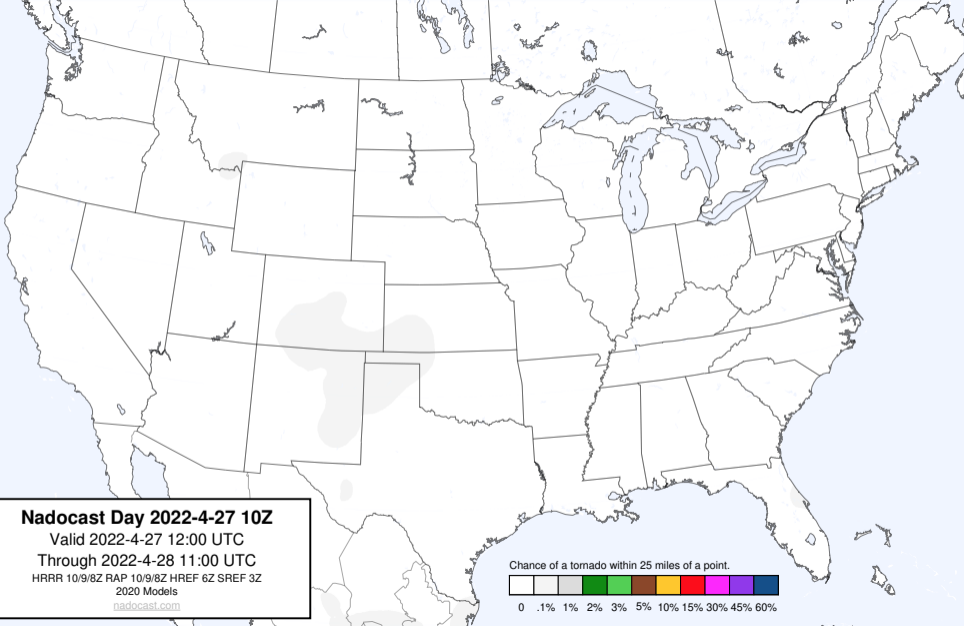 Nadocast Day 2022-4-27 10Z
Valid 2022-4-27 12:00 UTC
Through 2022-4-28 11:00 UTC
HRRR 10/9/8Z RAP 10/9/8Z HREF 6Z SREF 3Z
2020 Models
nadocast.com
Chance of a tornado within 25 miles of a point.
0 .1% 1% 2% 3% 5% 10% 15% 30% 45% 60%